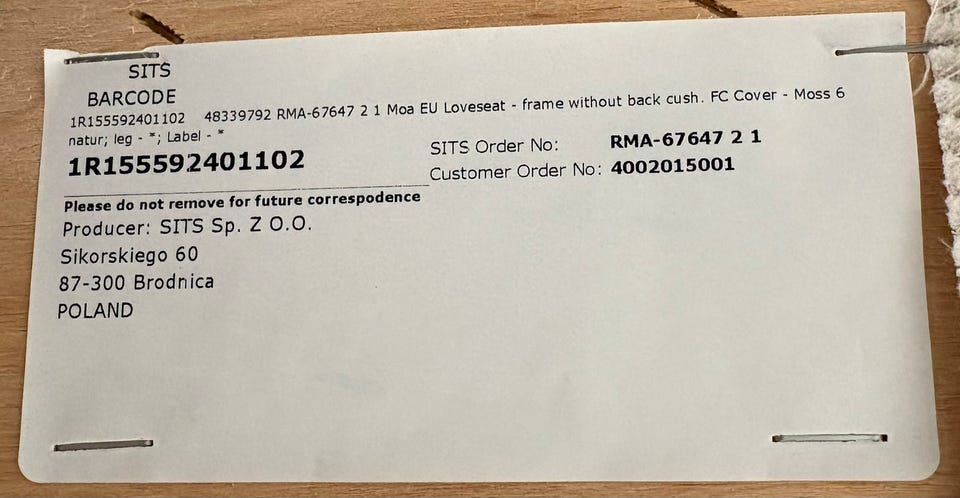 SITS
BARCODE
1R155592401102 48339792 RMA-67647 2 1 Moa EU Loveseat - frame without back cush. FC Cover - Moss 6
natur; leg - *; Label - *
1R155592401102
SITS Order No: RMA-67647 2 1
Customer Order No: 4002015001
Please do not remove for future correspodence
Producer: SITS Sp. Z O.O.
Sikorskiego 60
87-300 Brodnica
POLAND